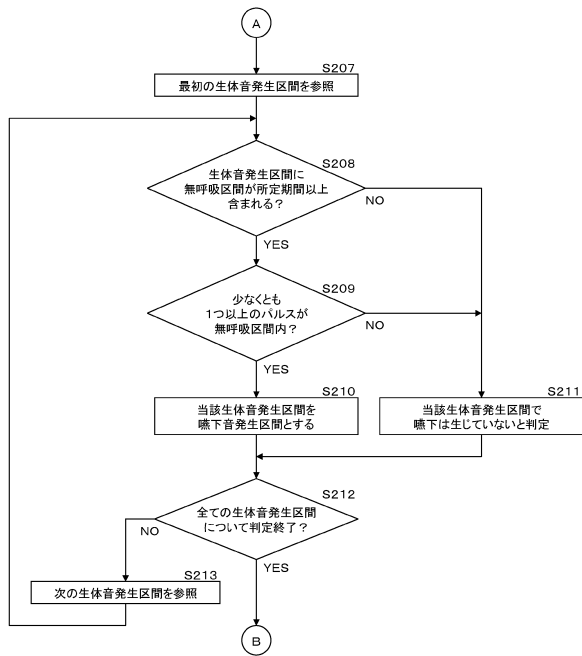 A
S207
最初の生体音発生区間を参照
S208
生体音発生区間に
無呼吸区間が所定期間以上
含まれる？
NO
YES
S209
少なくとも
1つ以上のパルスが
無呼吸区間内？
NO
YES
S210
当該生体音発生区間を
嚥下音発生区間とする
S211
当該生体音発生区間で
嚥下は生じていないと判定
S212
全ての生体音発生区間
について判定終了？
NO
YES
S213
次の生体音発生区間を参照
B